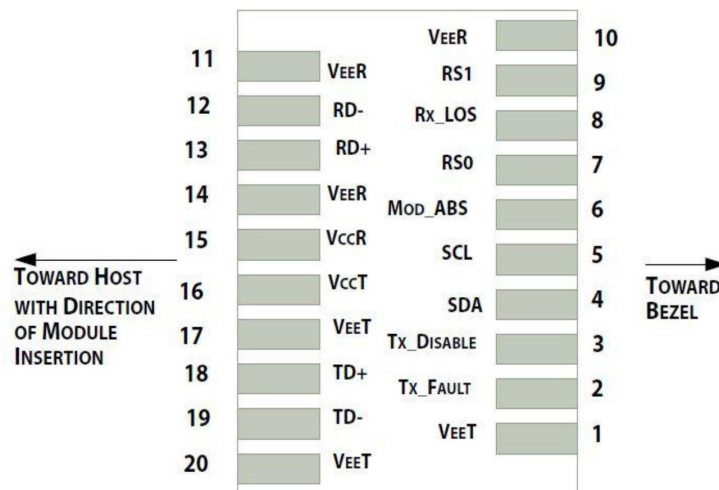 VEER 10
11 VEER
RS1 9
12 RD-
RX_LOS 8
13 RD+
RS0 7
14 VEER
MOD_ABS 6
15 VCCR
SCL 5
TOWARD HOST
WITH DIRECTION
OF MODULE
INSERTION
TOWARD
BEZEL
16 VCCT
SDA 4
17 VEET
TX_DISABLE 3
18 TD+
TX_FAULT 2
19 TD-
VEET 1
20 VEET